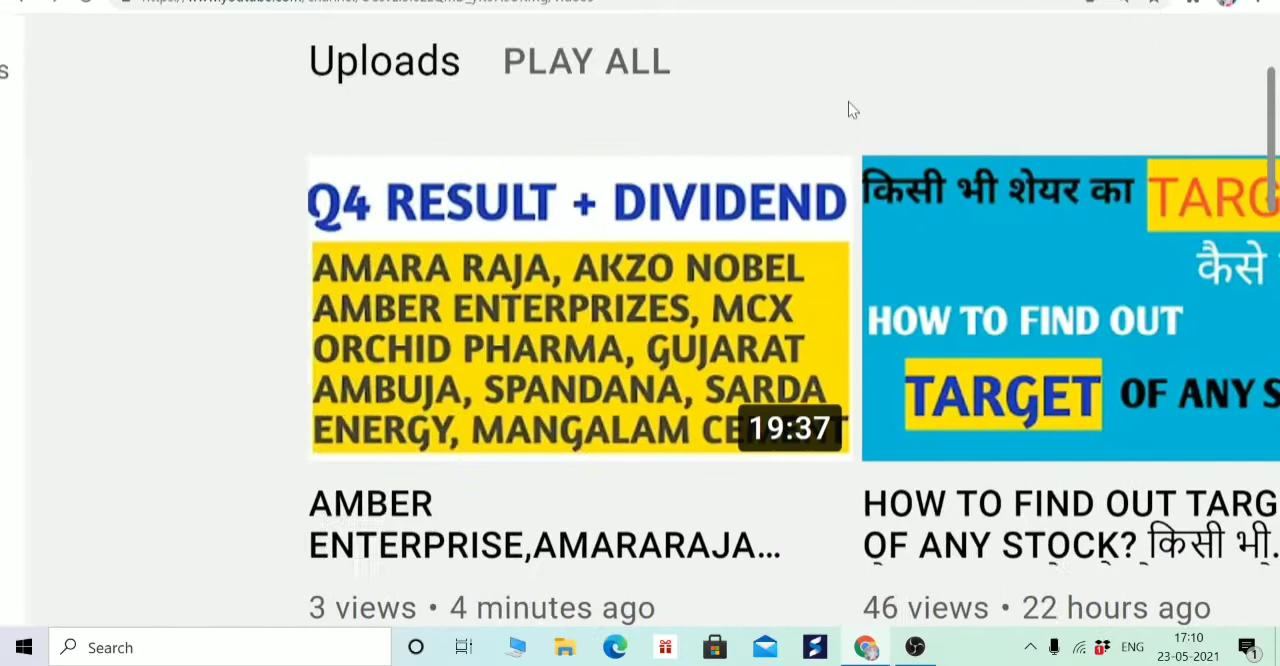 Uploads PLAY ALL
Q4 RESULT + DIVIDEND
AMARA RAJA, AKZO NOBEL
AMBER ENTERPRIZES, MCX
ORCHID PHARMA, GUJARAT
AMBUJA, SPANDANA, SARDA
ENERGY, MANGALAM CEMENT
19:37
AMBER
ENTERPRISE,AMARARAJA...
3 views • 4 minutes ago
किसी भी शेयर का TARG
कैसे
HOW TO FIND OUT
TARGET OF ANY S
HOW TO FIND OUT TARG
OF ANY STOCK? किसी भी.
46 views • 22 hours ago
Search
ENG
17:10
23-05-2021
1